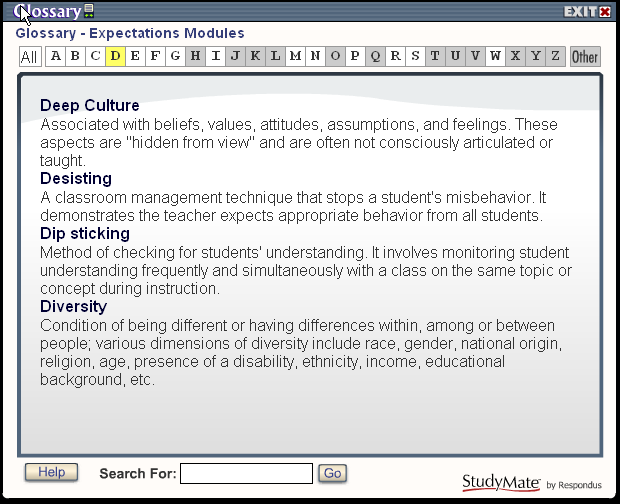 Glossary EXIT
Glossary - Expectations Modules
All A B C D E F G H I J K L M N O P Q R S T U V W X Y Z Other
Deep Culture
Associated with beliefs, values, attitudes, assumptions, and feelings. These
aspects are "hidden from view" and are often not consciously articulated or
taught.
Desisting
A classroom management technique that stops a student's misbehavior. It
demonstrates the teacher expects appropriate behavior from all students.
Dip sticking
Method of checking for students' understanding. It involves monitoring student
understanding frequently and simultaneously with a class on the same topic or
concept during instruction.
Diversity
Condition of being different or having differences within, among or between
people; various dimensions of diversity include race, gender, national origin,
religion, age, presence of a disability, ethnicity, income, educational
background, etc.
Help Search For: Go
StudyMate by Respondus